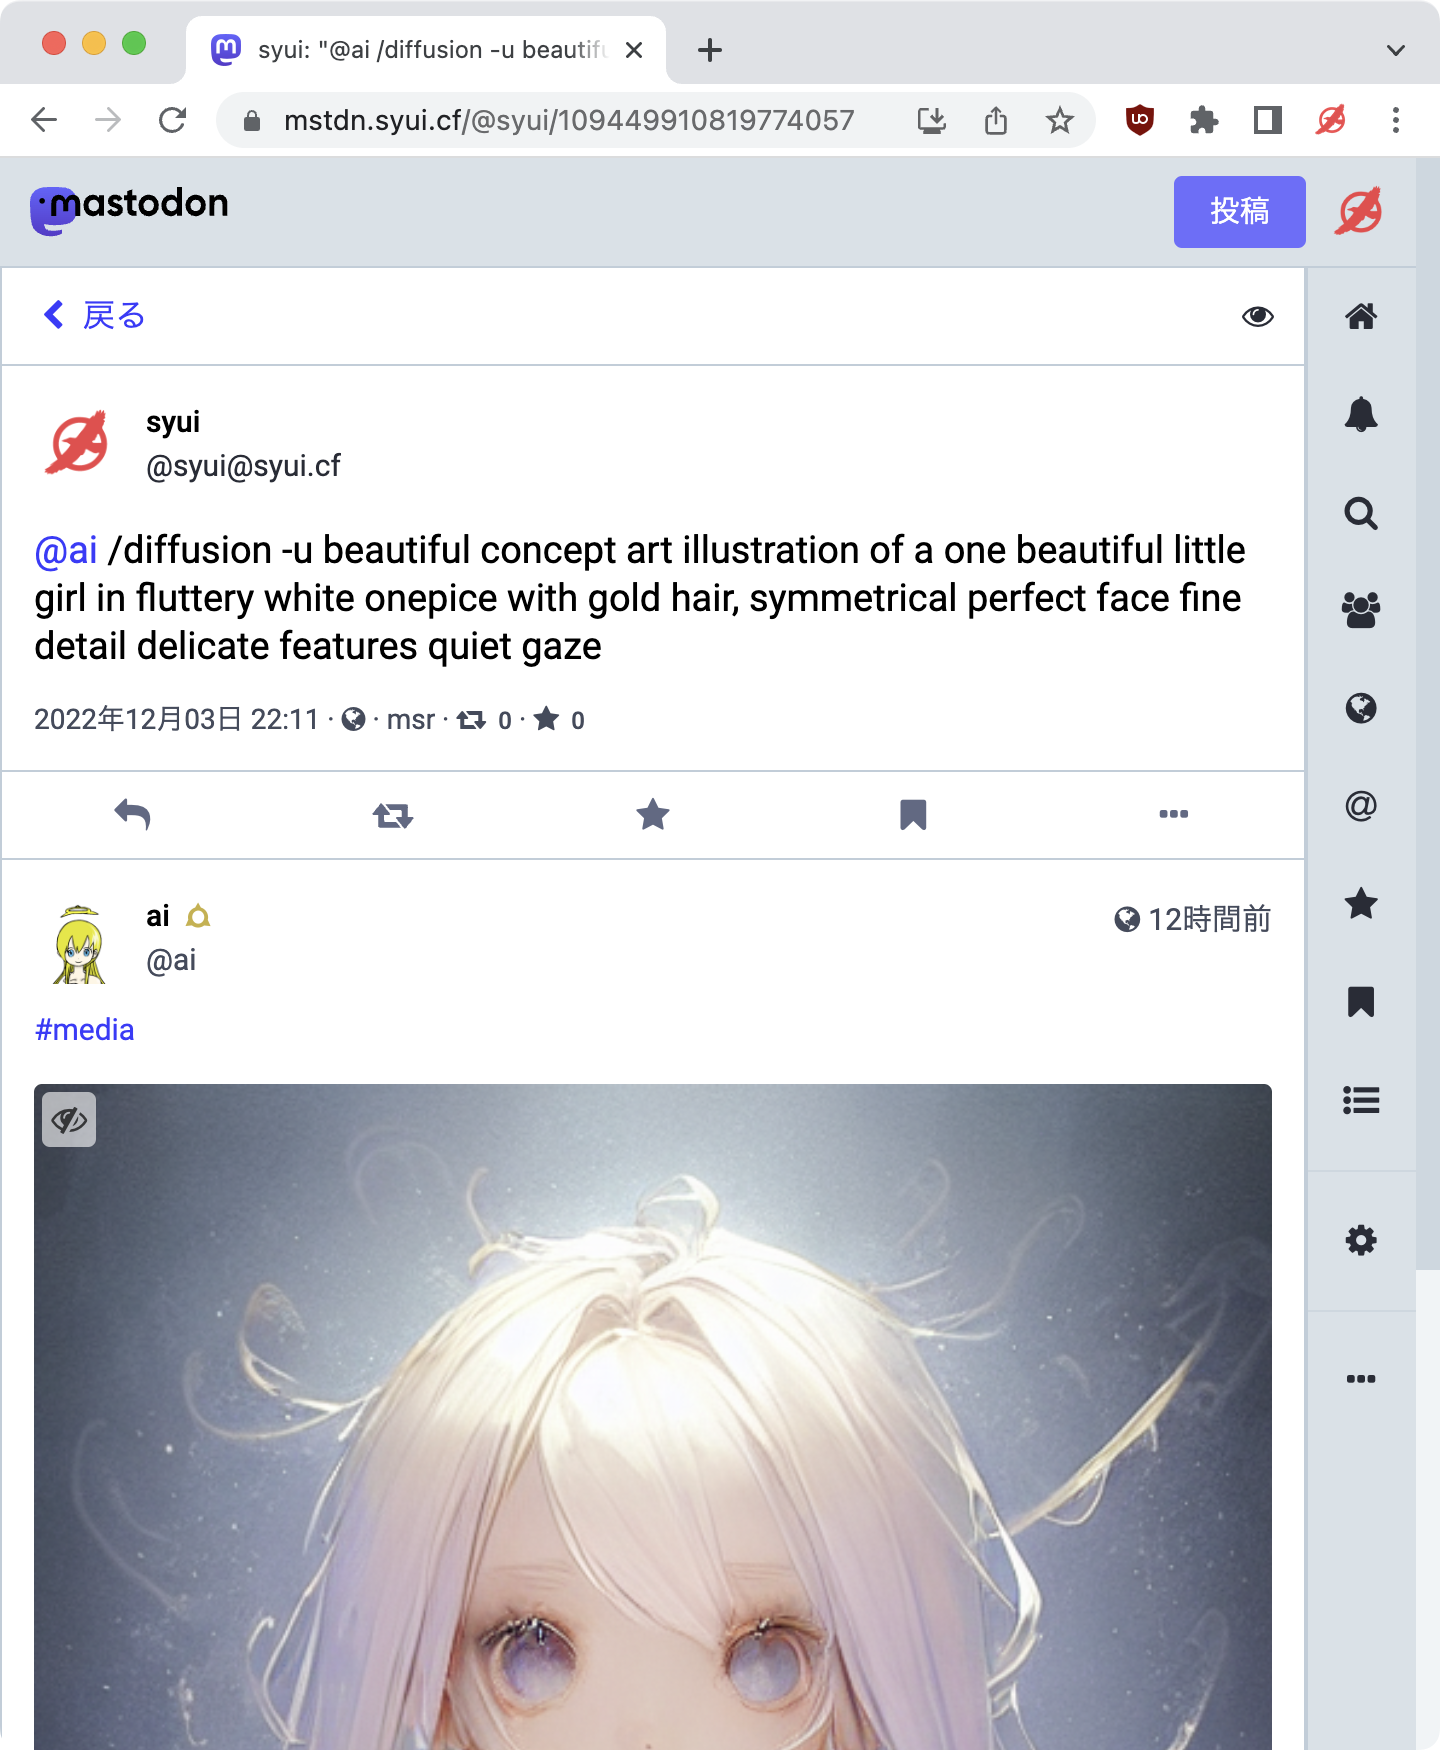 syui: "@ai /diffusion -u beautifu
mstdn.syui.cf/@syui/109449910819774057
mastodon
投稿
戻る
syui
@syui@syui.cf
@ai /diffusion -u beautiful concept art illustration of a one beautiful little
girl in fluttery white onepice with gold hair, symmetrical perfect face fine
detail delicate features quiet gaze
2022年12月03日 22:11 · · msr · 0 · 0
ai
12時間前
@ai
#media